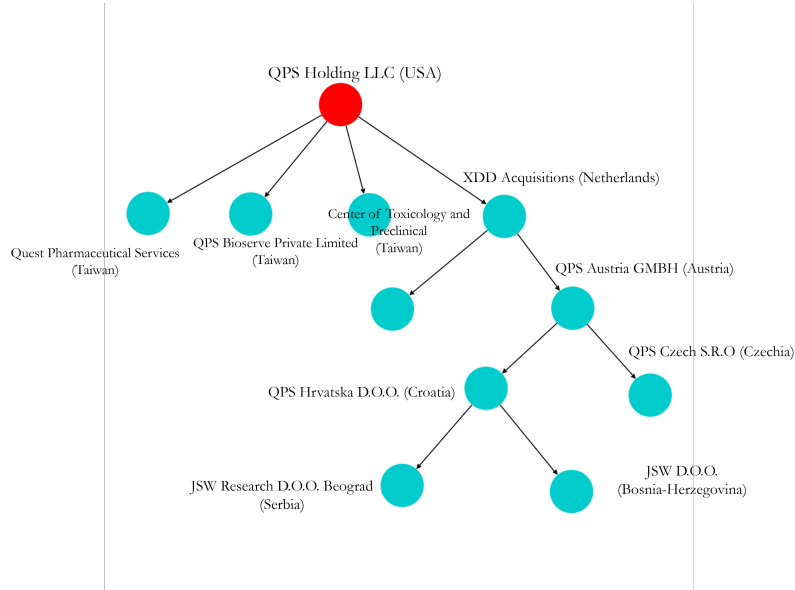 QPS Holding LLC (USA)
XDD Acquisitions (Netherlands)
Center of Toxicology and
Preclinical
(Taiwan)
QPS Bioserve Private Limited
(Taiwan)
Quest Pharmaceutical Services
(Taiwan)
QPS Austria GMBH (Austria)
QPS Czech S.R.O (Czechia)
QPS Hrvatska D.O.O. (Croatia)
JSW Research D.O.O. Beograd
(Serbia)
JSW D.O.O.
(Bosnia-Herzegovina)